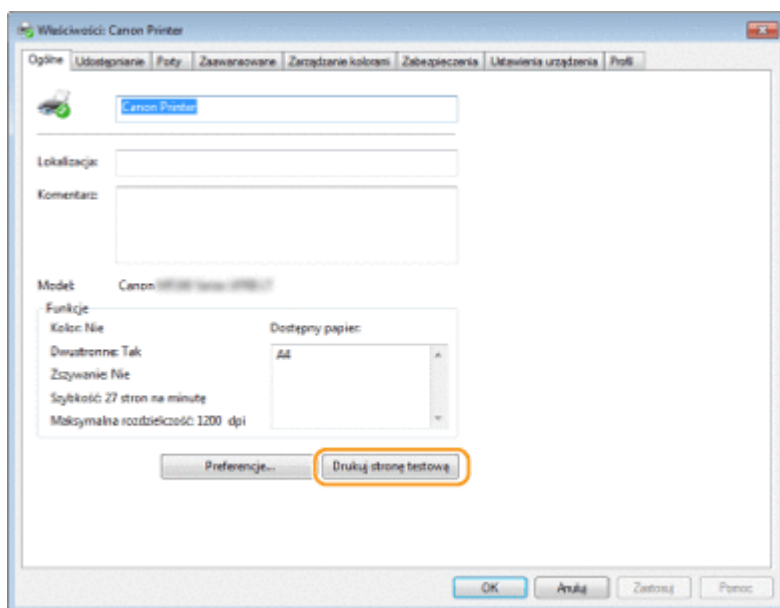 Właściwości: Canon Printer
Ogólne Udostępnianie Porty Zaawansowane Zarządzanie kolorami Zabezpieczenia Ustawienia urządzenia Profil
Canon Printer
Lokalizacja:
Komentarz:
Model: Canon
Funkcje
Kolor: Nie Dostępny papier:
Dwustronne: Tak A4
Zszywanie: Nie
Szybkość: 27 stron na minutę
Maksymalna rozdzielczość: 1200 dpi
Preferencje... Drukuj stronę testową
OK Anuluj Zastosuj Pomoc